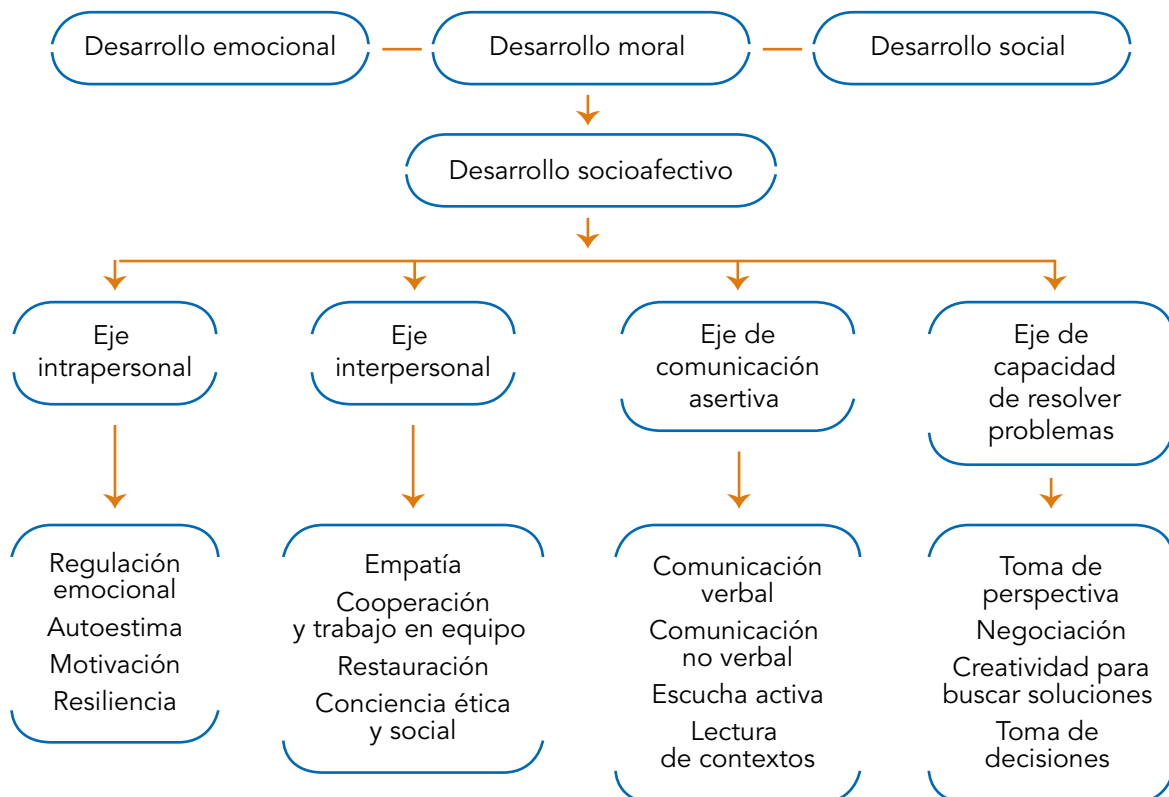 Desarrollo emocional
Desarrollo moral
Desarrollo social
Desarrollo socioafectivo
Eje
intrapersonal
Eje
interpersonal
Eje de
comunicación
asertiva
Eje de
capacidad
de resolver
problemas
Regulación
emocional
Autoestima
Motivación
Resiliencia
Empatía
Cooperación
y trabajo en equipo
Restauración
Conciencia ética
y social
Comunicación
verbal
Comunicación
no verbal
Escucha activa
Lectura
de contextos
Toma de
perspectiva
Negociación
Creatividad para
buscar soluciones
Toma de
decisiones